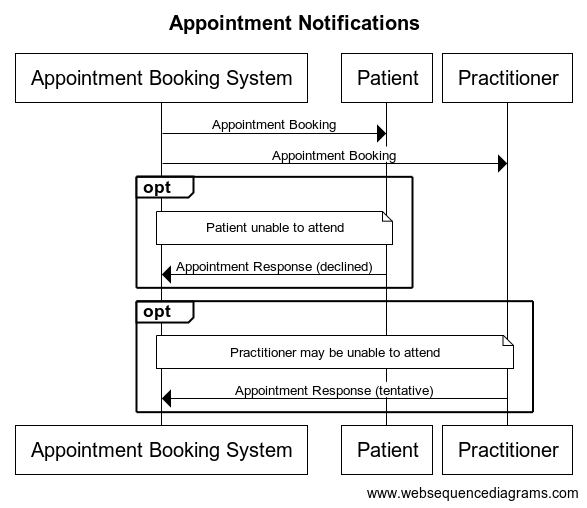 Appointment Notifications
Appointment Booking System
Patient
Practitioner
Appointment Booking
Appointment Booking
opt
Patient unable to attend
Appointment Response (declined)
opt
Practitioner may be unable to attend
Appointment Response (tentative)
Appointment Booking System
Patient
Practitioner
www.websequencediagrams.com